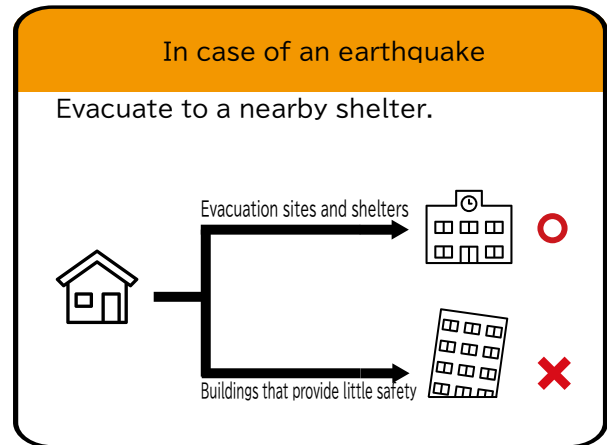 In case of an earthquake
Evacuate to a nearby shelter.
Evacuation sites and shelters
Buildings that provide little safety